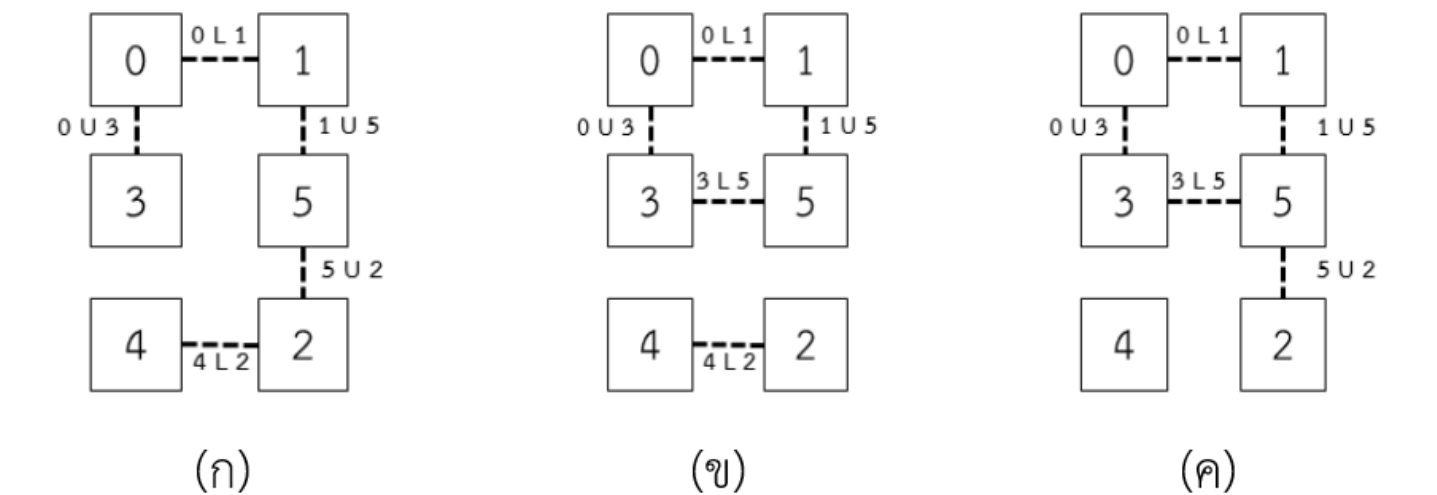 0 L 1 0 L 1 0 L 1
0 1 0 1 0 1
0 U 3 1 U 5 0 U 3 1 U 5 0 U 3 1 U 5
3 L 5 3 L 5
3 5 3 5 3 5
5 U 2 5 U 2
4 2 4 2 4 2
4 L 2 4 L 2
(ก) (ข) (ค)